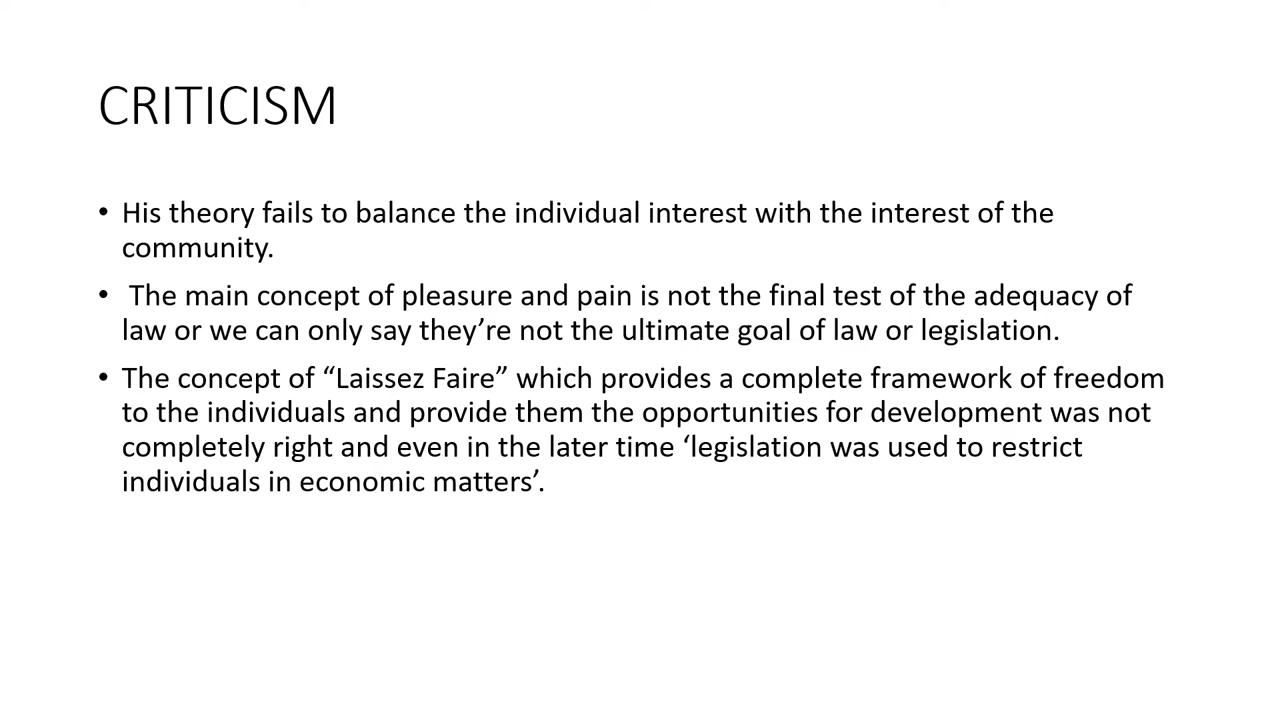 CRITICISM
• His theory fails to balance the individual interest with the interest of the
community.
• The main concept of pleasure and pain is not the final test of the adequacy of
law or we can only say they’re not the ultimate goal of law or legislation.
• The concept of “Laissez Faire” which provides a complete framework of freedom
to the individuals and provide them the opportunities for development was not
completely right and even in the later time ‘legislation was used to restrict
individuals in economic matters’.